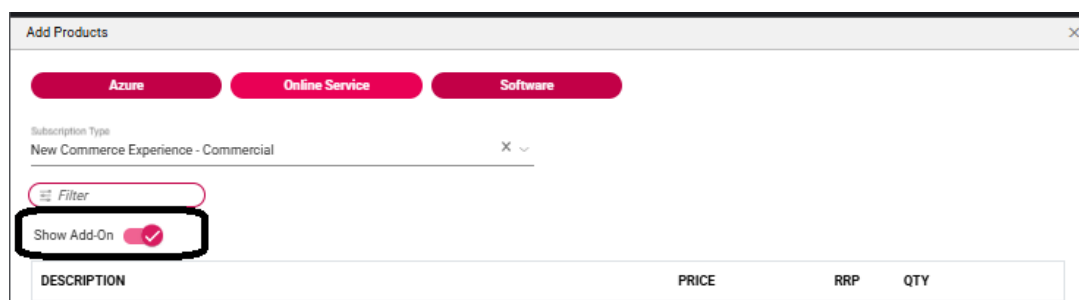 Add Products
Azure Online Service Software
Subscription Type
New Commerce Experience - Commercial
Filter
Show Add-On
DESCRIPTION PRICE RRP QTY